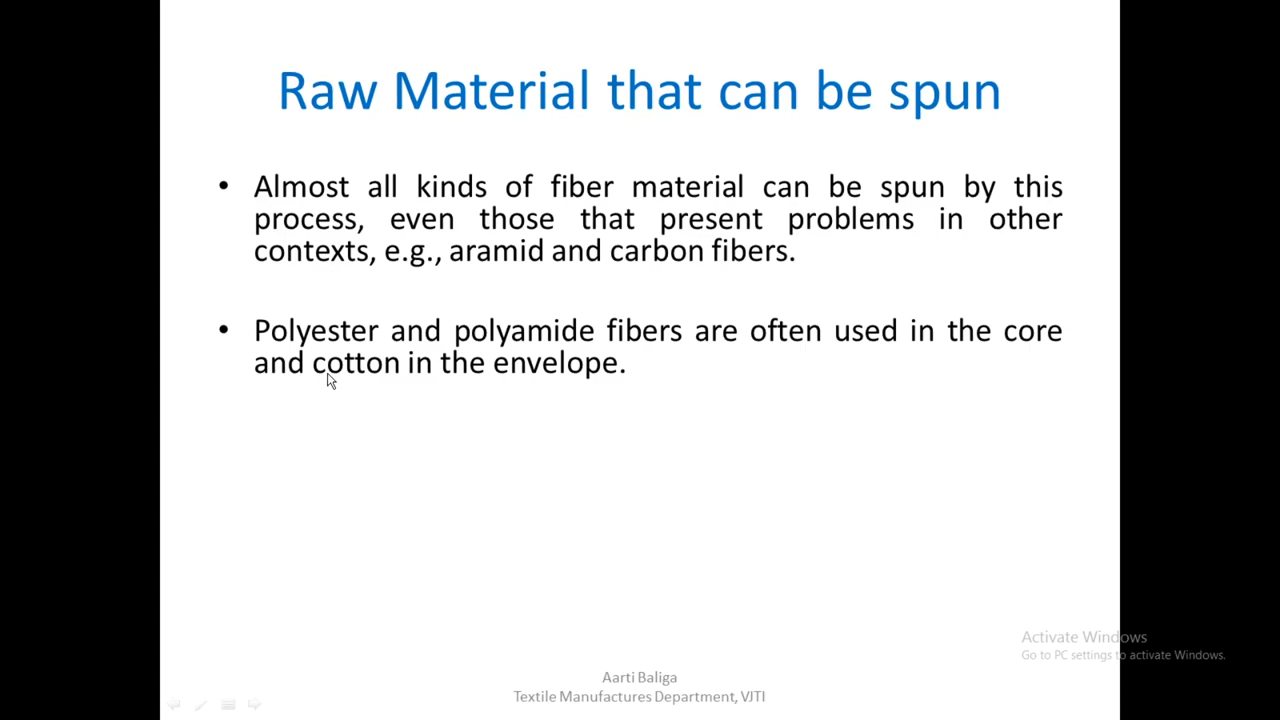 Raw Material that can be spun
• Almost all kinds of fiber material can be spun by this
process, even those that present problems in other
contexts, e.g., aramid and carbon fibers.
• Polyester and polyamide fibers are often used in the core
and cotton in the envelope.
Activate Windows
Go to PC settings to activate Windows.
Aarti Baliga
Textile Manufactures Department, VJTI